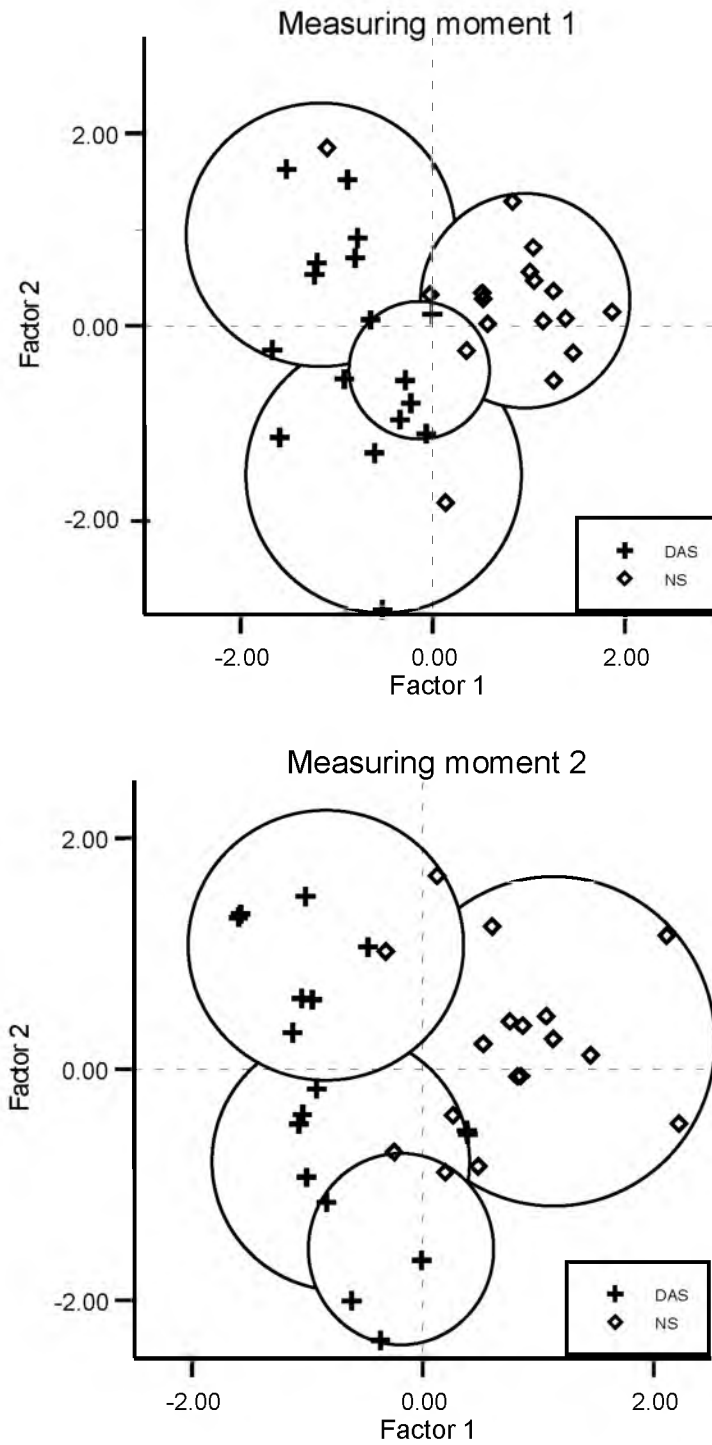 Measuring moment 1
2.00
0.00
-2.00
Factor 2
DAS
NS
-2.00 0.00 2.00
Factor 1
Measuring moment 2
2.00
0.00
-2.00
Factor 2
DAS
NS
-2.00 0.00 2.00
Factor 1